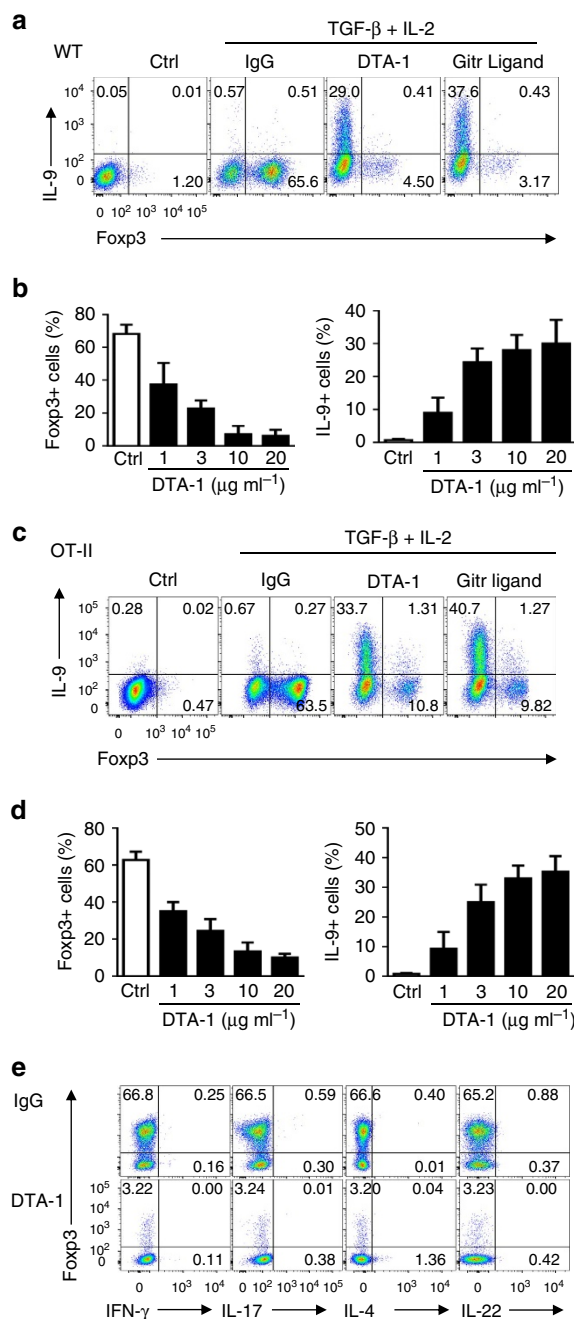 a
TGF-β + IL-2
WT
Ctrl IgG DTA-1 Gitr Ligand
10⁴ 0.05 0.01 0.57 0.51 29.0 0.41 37.6 0.43
10³
10²
0 1.20 65.6 4.50 3.17
IL-9
0 10² 10³ 10⁴ 10⁵
Foxp3
b
Foxp3+ cells (%)
80
60
40
20
0
Ctrl 1 3 10 20
DTA-1 (μg ml⁻¹)
IL-9+ cells (%)
40
30
20
10
0
Ctrl 1 3 10 20
DTA-1 (μg ml⁻¹)
c
TGF-β + IL-2
OT-II
Ctrl IgG DTA-1 Gitr ligand
10⁵ 0.28 0.02 0.67 0.27 33.7 1.31 40.7 1.27
10⁴
10³
10²
0 0.47 63.5 10.8 9.82
IL-9
0 10³ 10⁴ 10⁵
Foxp3
d
Foxp3+ cells (%)
80
60
40
20
0
Ctrl 1 3 10 20
DTA-1 (μg ml⁻¹)
IL-9+ cells (%)
50
40
30
20
10
0
Ctrl 1 3 10 20
DTA-1 (μg ml⁻¹)
e
IgG
66.8 0.25 66.5 0.59 66.6 0.40 65.2 0.88
0.16 0.30 0.01 0.37
DTA-1
10⁵ 3.22 0.00 3.24 0.01 3.20 0.04 3.23 0.00
10⁴
10³
10²
0 0.11 0.38 1.36 0.42
Foxp3
0 10³ 10⁴ 0 10² 10³ 10⁴ 10⁵ 0 10³ 10⁴ 0 10³ 10⁴
IFN-γ IL-17 IL-4 IL-22